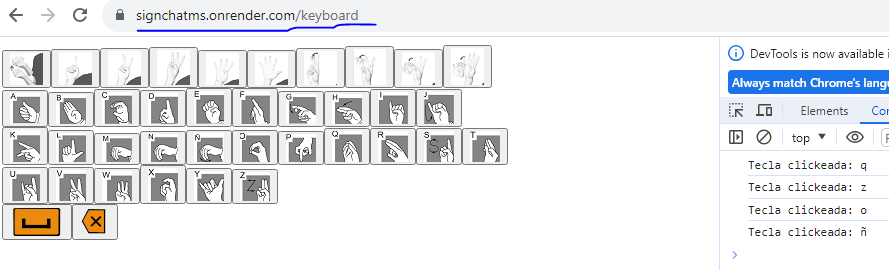 signchatms.onrender.com/keyboard
DevTools is now available i
Always match Chrome's langu
Elements Co
top F
A B C D E F G H I J
K L M N Ñ O P Q R S T
U V W X Y Z
Tecla clickeada: q
Tecla clickeada: z
Tecla clickeada: o
Tecla clickeada: ñ